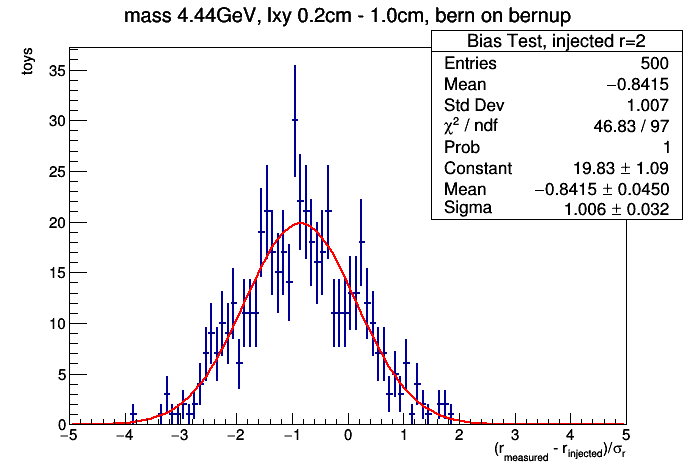 mass 4.44GeV, lxy 0.2cm - 1.0cm, bern on bernup
toys
Bias Test, injected r=2
Entries 500
Mean −0.8415
Std Dev 1.007
χ² / ndf 46.83 / 97
Prob 1
Constant 19.83 ± 1.09
Mean −0.8415 ± 0.0450
Sigma 1.006 ± 0.032
35
30
25
20
15
10
5
0
−5 −4 −3 −2 −1 0 1 2 3 4 5
(r_measured - r_injected)/σ_r